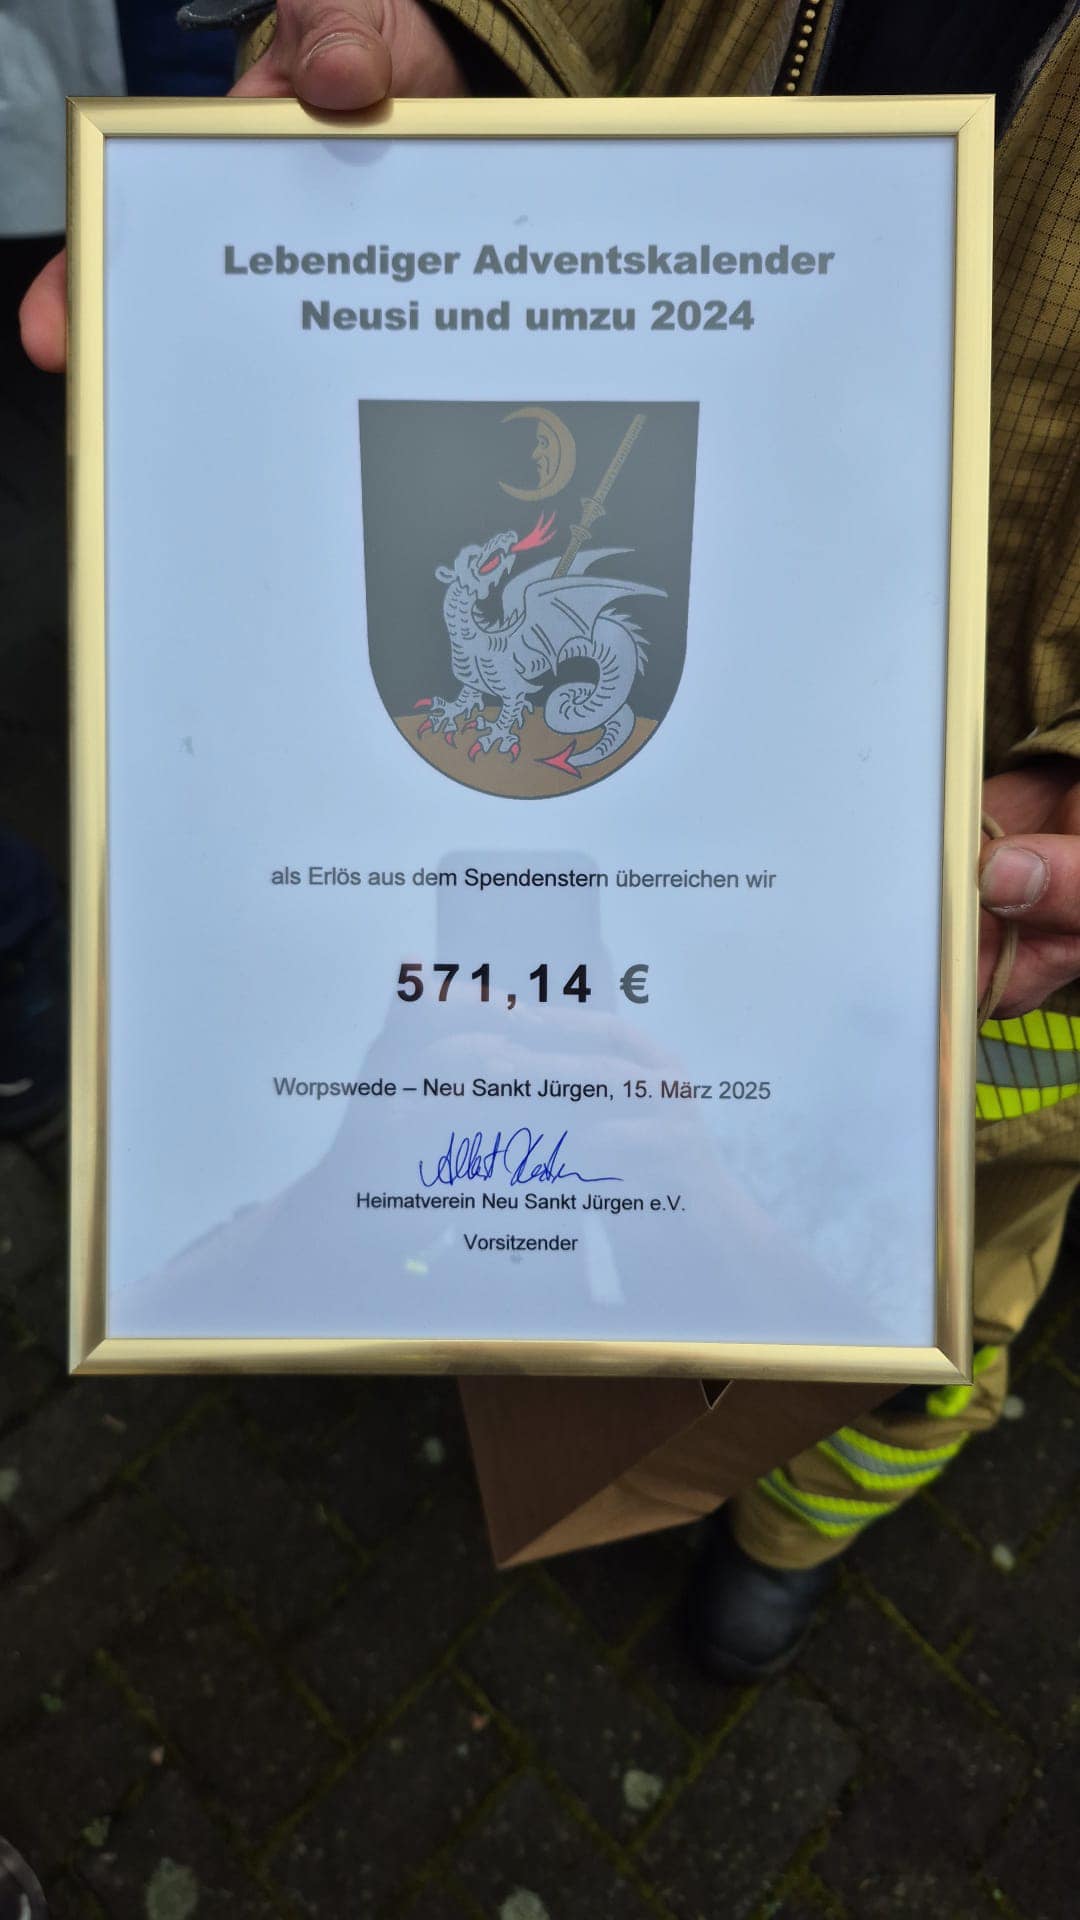 Lebendiger Adventskalender
Neusi und umzu 2024
als Erlös aus dem Spendenstern überreichen wir
571,14 €
Worpswede – Neu Sankt Jürgen, 15. März 2025
Heimatverein Neu Sankt Jürgen e.V.
Vorsitzender